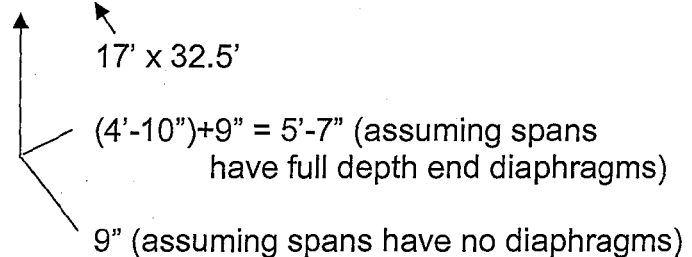 17’ x 32.5’
(4’-10”)+9” = 5’-7” (assuming spans
have full depth end diaphragms)
9” (assuming spans have no diaphragms)